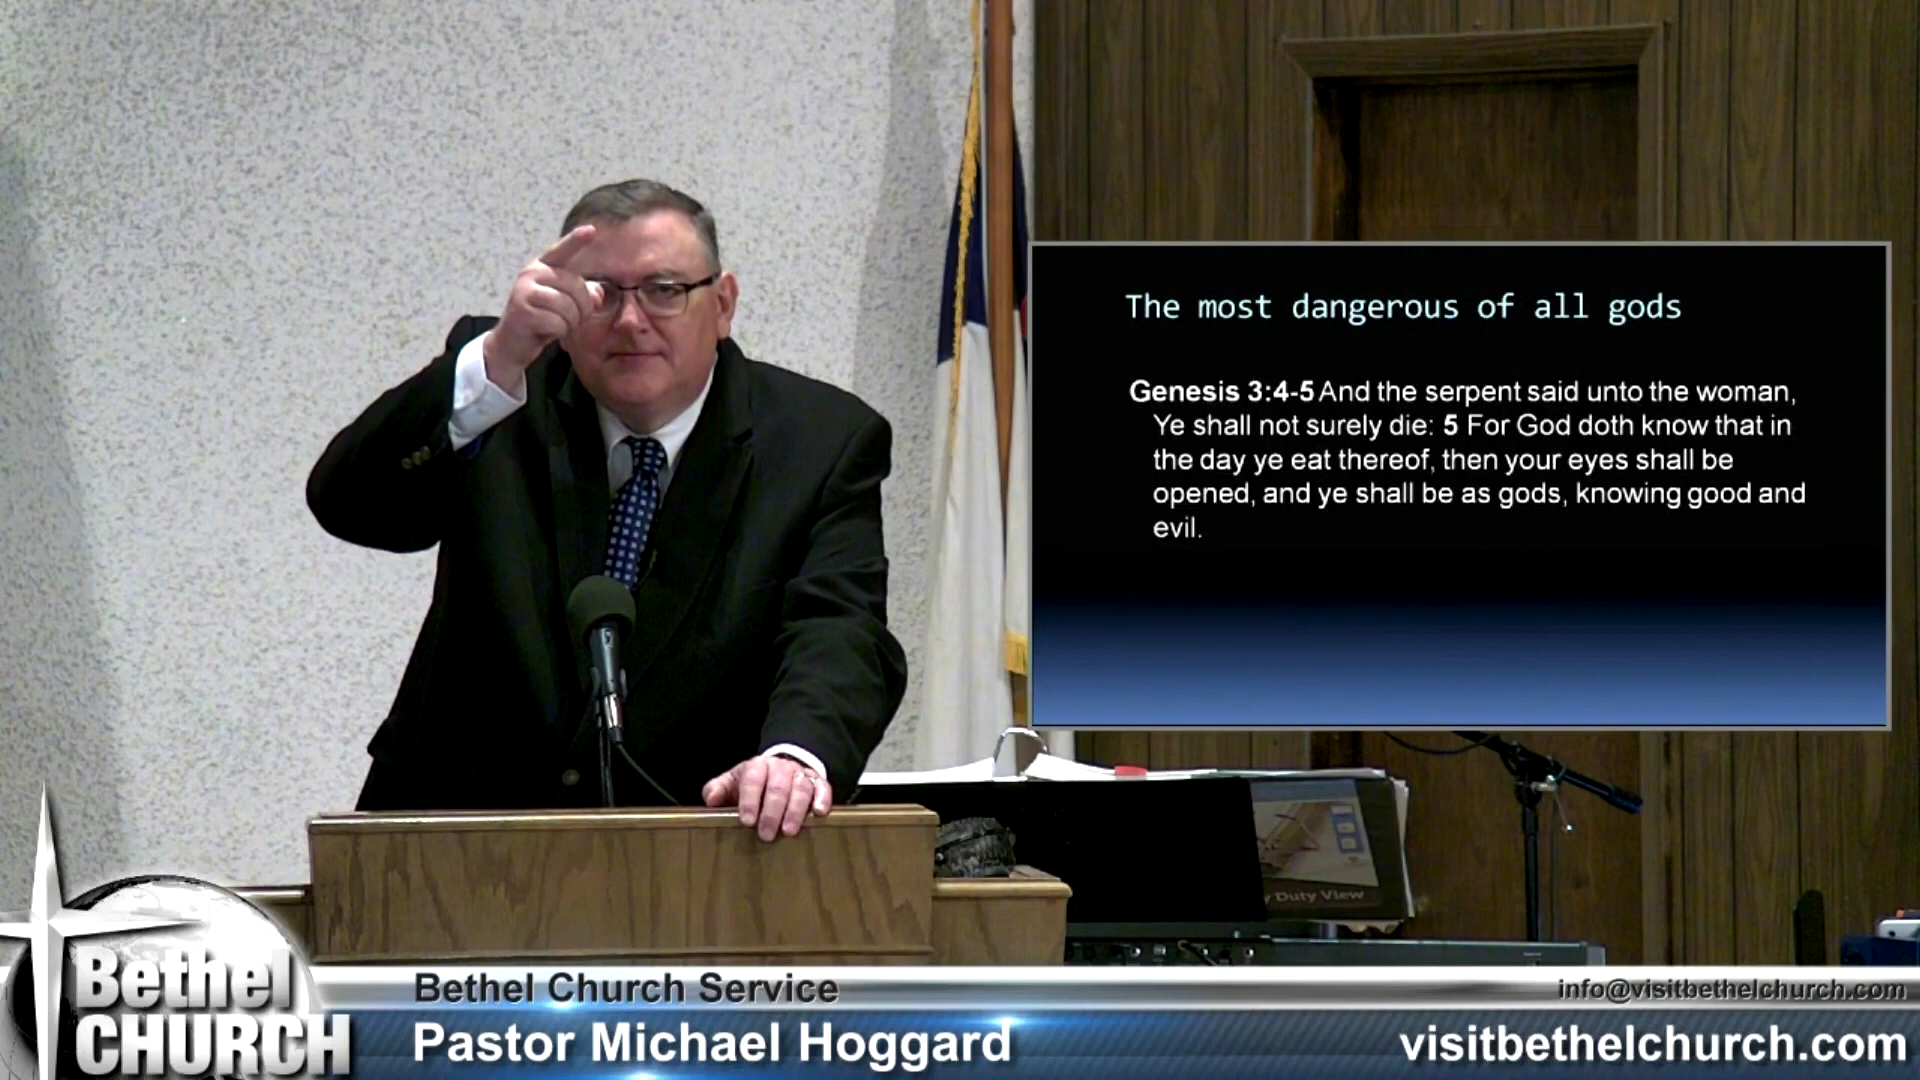 The most dangerous of all gods
Genesis 3:4-5 And the serpent said unto the woman,
Ye shall not surely die: 5 For God doth know that in
the day ye eat thereof, then your eyes shall be
opened, and ye shall be as gods, knowing good and
evil.
Duty View
Bethel
CHURCH
Bethel Church Service
Pastor Michael Hoggard
info@visitbethelchurch.com
visitbethelchurch.com